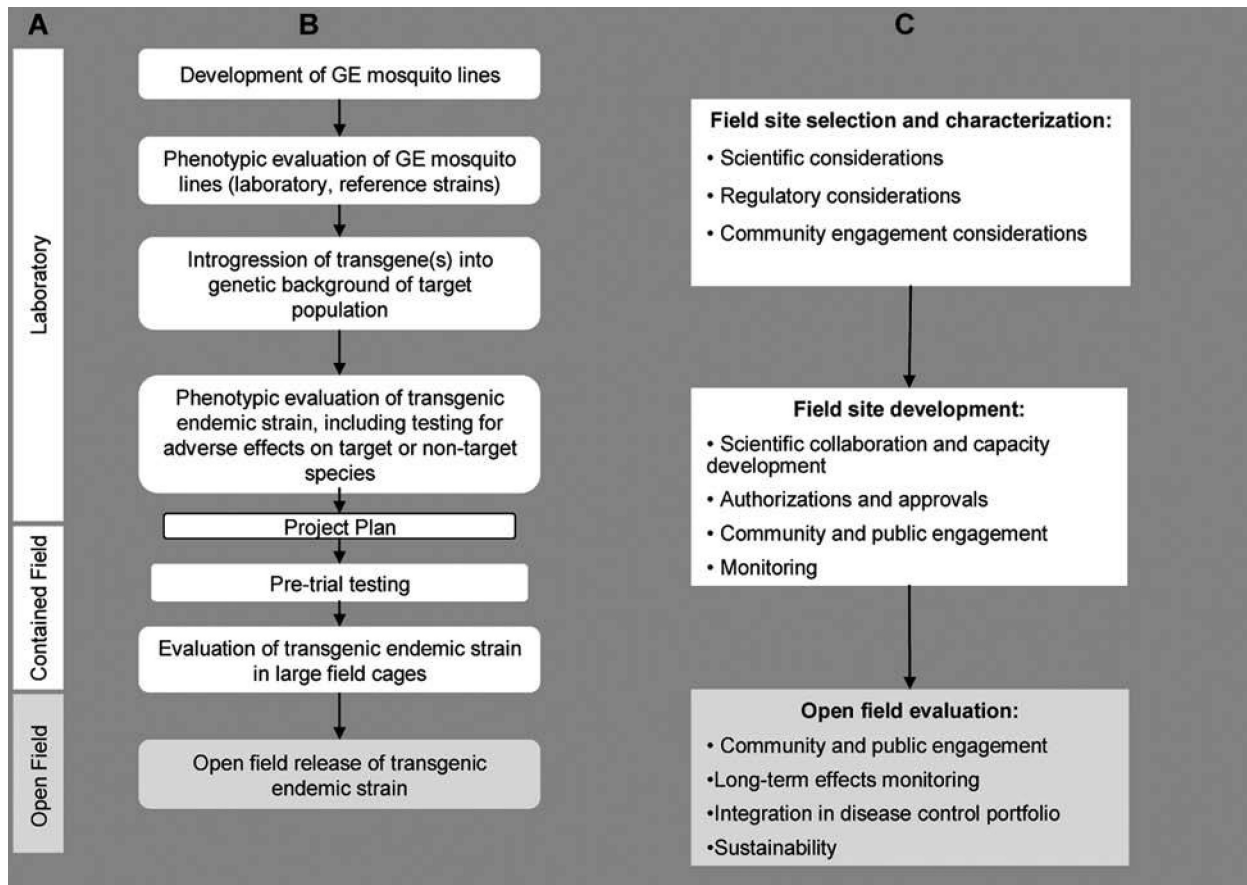 A
B
C
Laboratory
Contained Field
Open Field
Development of GE mosquito lines
Phenotypic evaluation of GE mosquito
lines (laboratory, reference strains)
Introgression of transgene(s) into
genetic background of target
population
Phenotypic evaluation of transgenic
endemic strain, including testing for
adverse effects on target or non-target
species
Project Plan
Pre-trial testing
Evaluation of transgenic endemic strain
in large field cages
Open field release of transgenic
endemic strain
Field site selection and characterization:
• Scientific considerations
• Regulatory considerations
• Community engagement considerations
Field site development:
• Scientific collaboration and capacity
development
• Authorizations and approvals
• Community and public engagement
• Monitoring
Open field evaluation:
• Community and public engagement
•Long-term effects monitoring
•Integration in disease control portfolio
•Sustainability